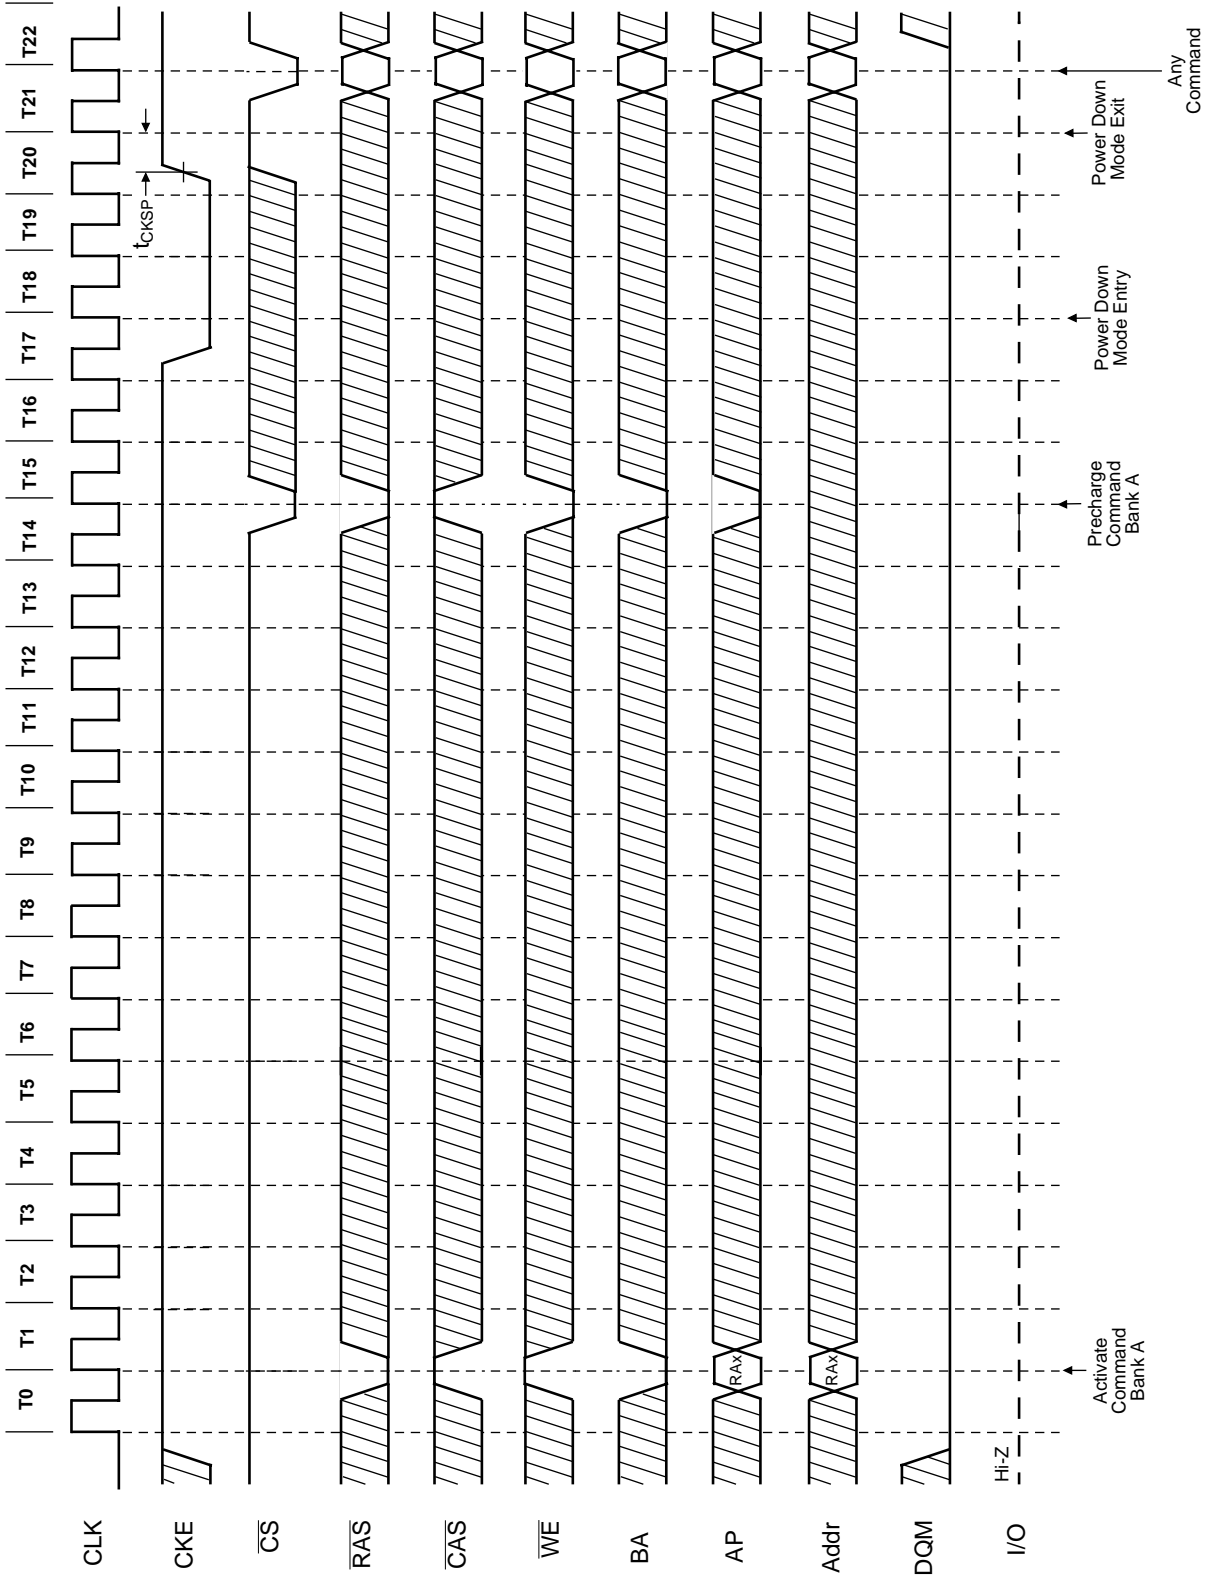 T0 T1 T2 T3 T4 T5 T6 T7 T8 T9 T10 T11 T12 T13 T14 T15 T16 T17 T18 T19 T20 T21 T22
CLK
CKE
tCKSP
CS
RAS
CAS
WE
BA
AP
RAx
Addr
RAx
DQM
I/O
Hi-Z
Activate
Command
Bank A
Precharge
Command
Bank A
Power Down
Mode Entry
Power Down
Mode Exit
Any
Command